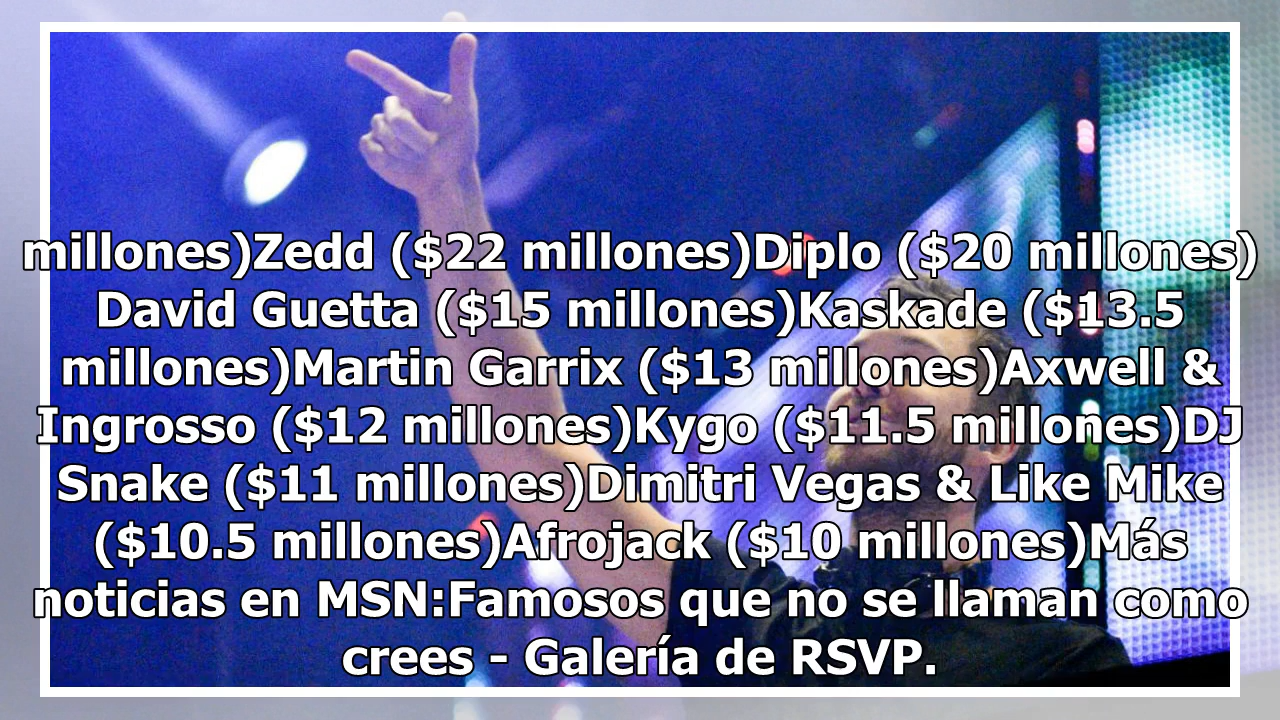 millones)Zedd ($22 millones)Diplo ($20 millones)
David Guetta ($15 millones)Kaskade ($13.5
millones)Martin Garrix ($13 millones)Axwell &
Ingrosso ($12 millones)Kygo ($11.5 millones)DJ
Snake ($11 millones)Dimitri Vegas & Like Mike
($10.5 millones)Afrojack ($10 millones)Más
noticias en MSN:Famosos que no se llaman como
crees - Galería de RSVP.